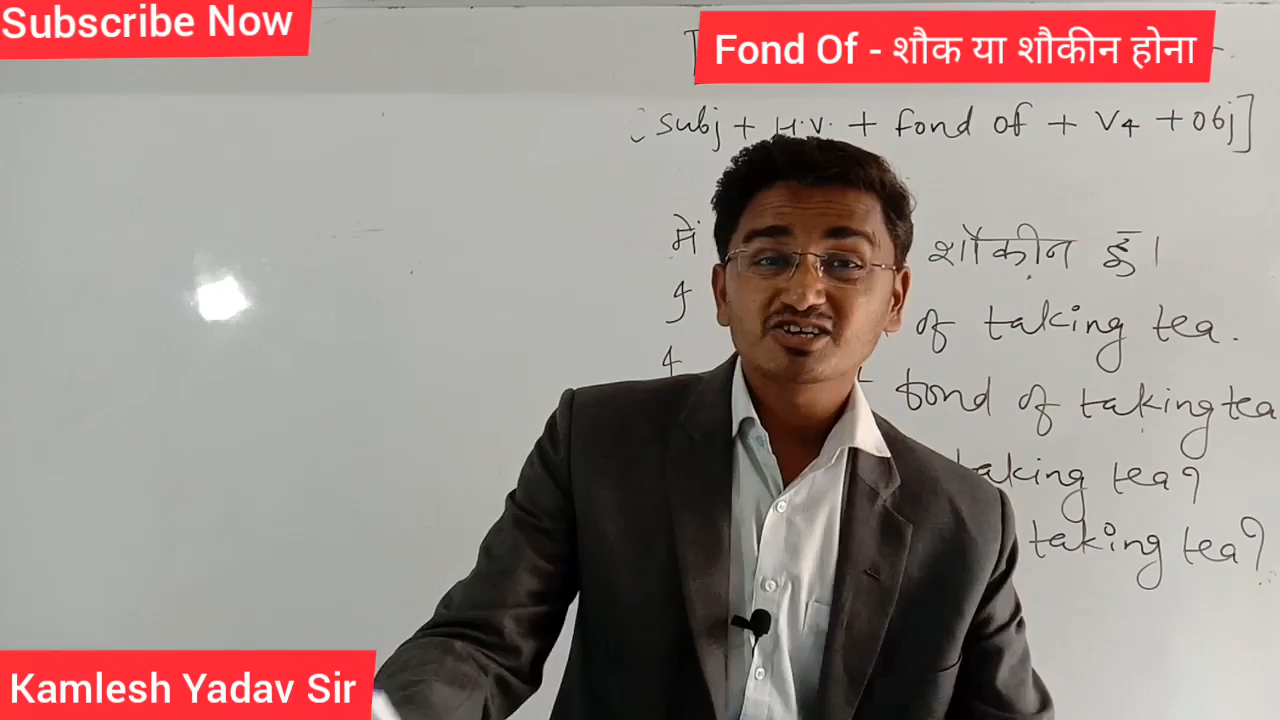 Subscribe Now
Fond Of - शौक या शौकीन होना
[Subj + H.V. + fond of + V4 + Obj]
में शौकीन हूँ।
of taking tea.
fond of taking tea
taking tea?
taking tea?
Kamlesh Yadav Sir